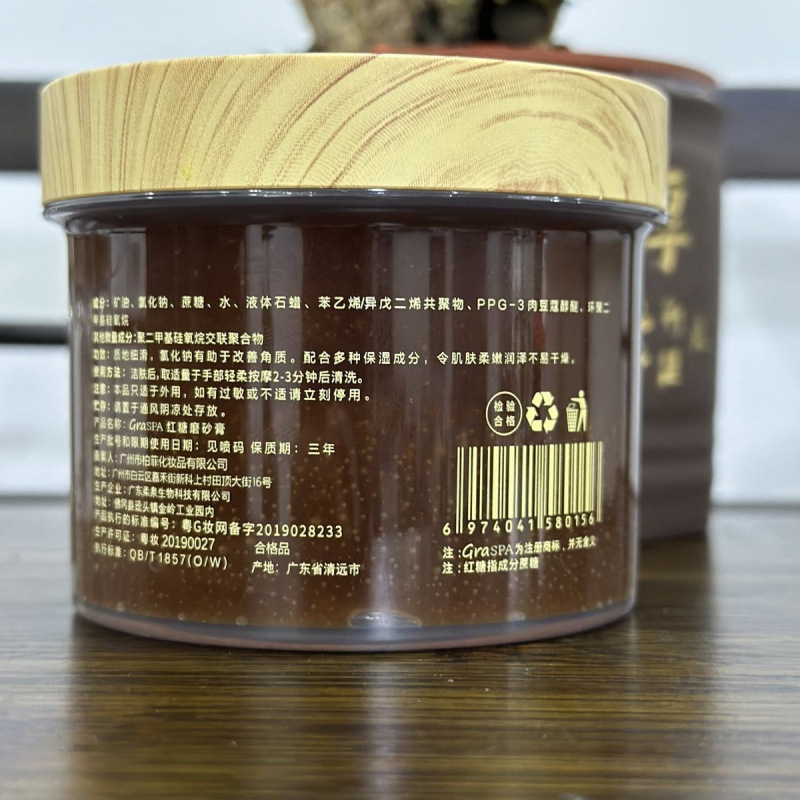 成分：矿油、氯化钠、蔗糖、水、液体石蜡、苯乙烯/异戊二烯共聚物、PPG-3肉豆蔻醇醚、环聚二
甲基硅氧烷
其他微量成分:聚二甲基硅氧烷交联聚合物
功效：质地细滑，氯化钠有助于改善角质。配合多种保湿成分，令肌肤柔嫩润泽不易干燥。
使用方法：洁肤后,取适量于手部轻柔按摩2-3分钟后清洗。
注意：本品只适于外用，如有过敏或不适请立刻停用。
贮存：请置于通风阴凉处存放。
产品名称：GraSPA 红糖磨砂膏
生产批号和限期使用日期：见喷码 保质期：三年
备案人：广州市柏菲化妆品有限公司
地址：广州市白云区嘉禾街新科上村田顶大街16号
生产企业：广东柔泉生物科技有限公司
地址：佛冈县迳头镇金岭工业园内
产品执行的标准编号：粤G妆网备字2019028233
生产许可证：粤妆 20190027 合格品
执行标准：QB/T1857(O/W) 产地：广东省清远市
检验
合格
6 974041 580156
注：GraSPA为注册商标，并无含义
注：红糖指成分蔗糖